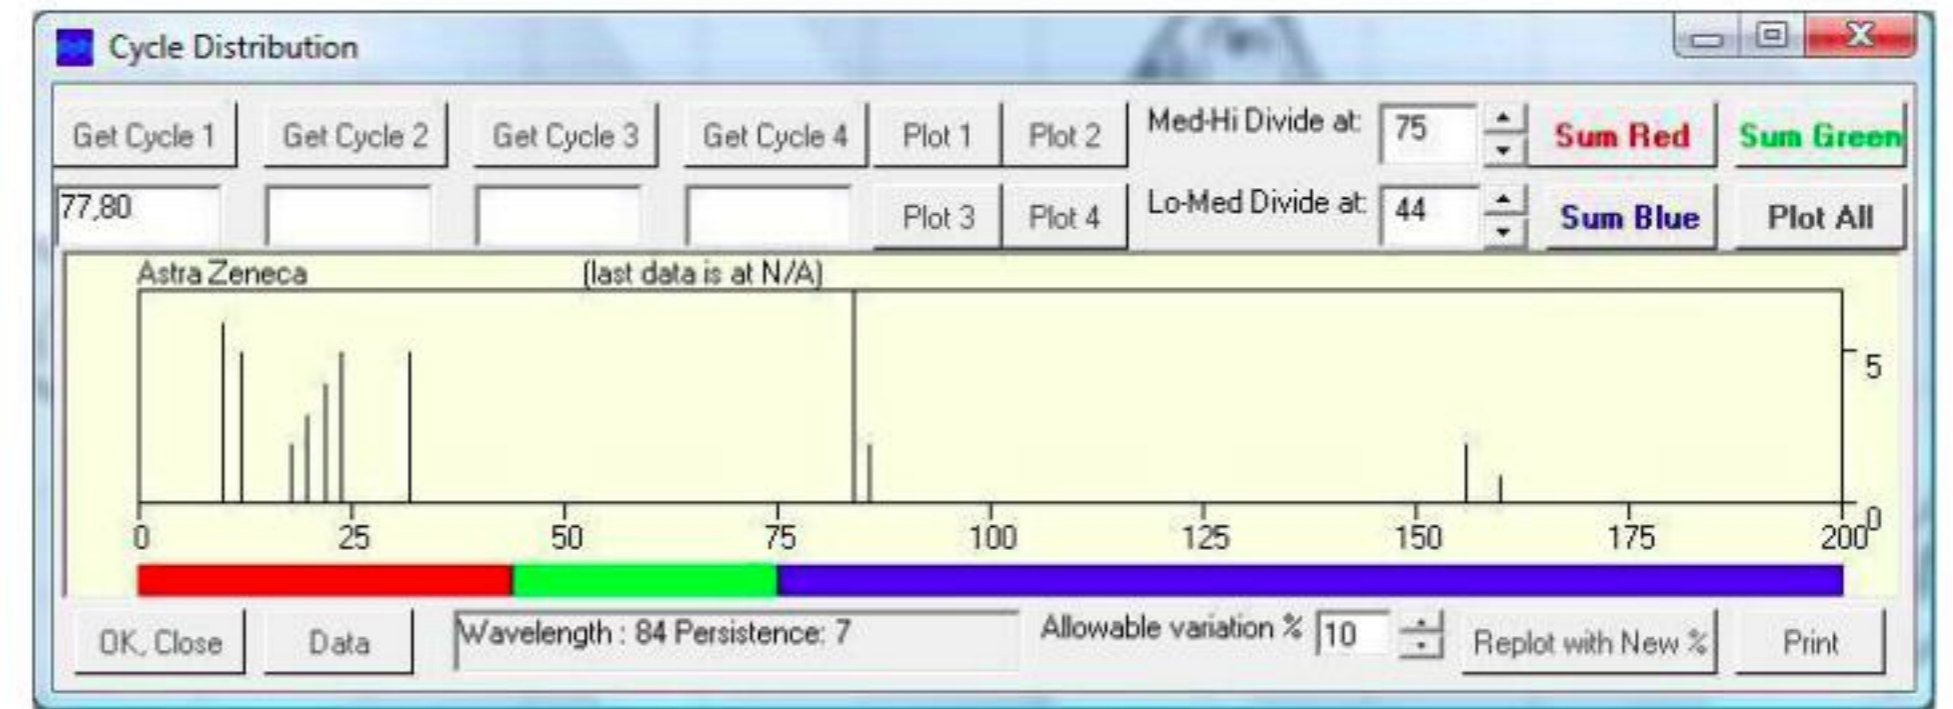 Cycle Distribution
Get Cycle 1 Get Cycle 2 Get Cycle 3 Get Cycle 4 Plot 1 Plot 2 Med-Hi Divide at: 75 Sum Red Sum Green
77,80 Plot 3 Plot 4 Lo-Med Divide at: 44 Sum Blue Plot All
Astra Zeneca (last data is at N/A)
5
0
0 25 50 75 100 125 150 175 200
OK, Close Data Wavelength : 84 Persistence: 7 Allowable variation % 10 Replot with New % Print